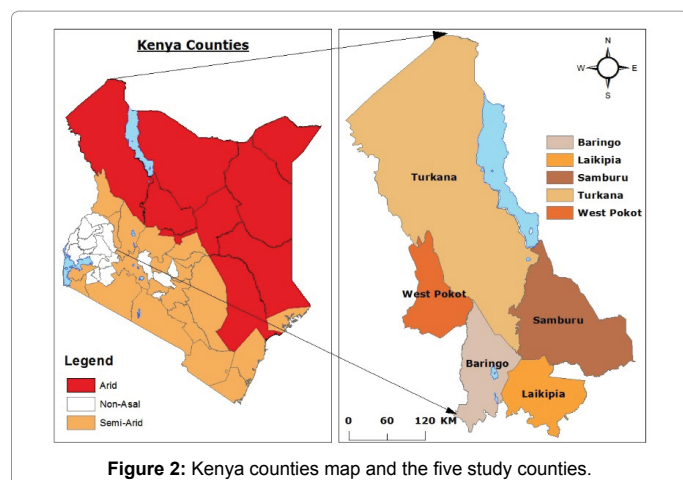 Kenya Counties
Legend
Arid
Non-Asal
Semi-Arid
N
W E
S
Baringo
Laikipia
Samburu
Turkana
West Pokot
Turkana
West Pokot
Samburu
Baringo
Laikipia
0 60 120 KM
Figure 2: Kenya counties map and the five study counties.